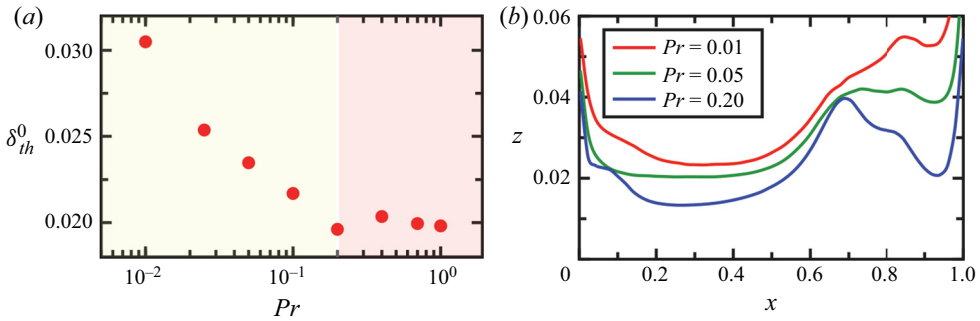 (a)
0.030
0.025
0.020
δ⁰ₜₕ
10⁻² 10⁻¹ 10⁰
Pr
(b)
0.06
0.04
0.02
z
Pr = 0.01
Pr = 0.05
Pr = 0.20
0 0.2 0.4 0.6 0.8 1.0
x